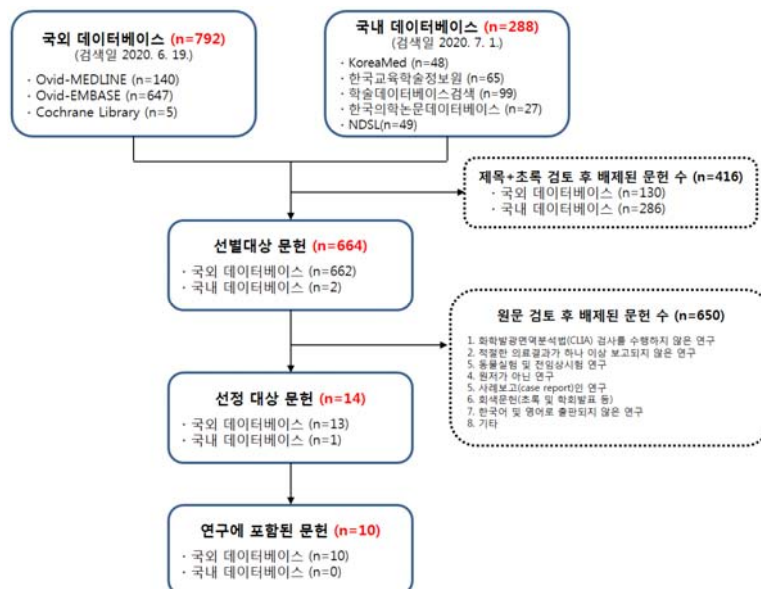 국외 데이터베이스 (n=792)
(검색일 2020. 6. 19.)
· Ovid-MEDLINE (n=140)
· Ovid-EMBASE (n=647)
· Cochrane Library (n=5)
국내 데이터베이스 (n=288)
(검색일 2020. 7. 1.)
· KoreaMed (n=48)
· 한국교육학술정보원 (n=65)
· 학술데이터베이스검색 (n=99)
· 한국의학논문데이터베이스 (n=27)
· NDSL(n=49)
제목+초록 검토 후 배제된 문헌 수 (n=416)
· 국외 데이터베이스 (n=130)
· 국내 데이터베이스 (n=286)
선별대상 문헌 (n=664)
· 국외 데이터베이스 (n=662)
· 국내 데이터베이스 (n=2)
원문 검토 후 배제된 문헌 수 (n=650)
1. 화학발광면역분석법(CLIA) 검사를 수행하지 않은 연구
2. 적절한 의료결과가 하나 이상 보고되지 않은 연구
5. 동물실험 및 전임상시험 연구
4. 원저가 아닌 연구
5. 사례보고(case report)인 연구
6. 회색문헌(초록 및 학회발표 등)
7. 한국어 및 영어로 출판되지 않은 연구
8. 기타
선정 대상 문헌 (n=14)
· 국외 데이터베이스 (n=13)
· 국내 데이터베이스 (n=1)
연구에 포함된 문헌 (n=10)
· 국외 데이터베이스 (n=10)
· 국내 데이터베이스 (n=0)